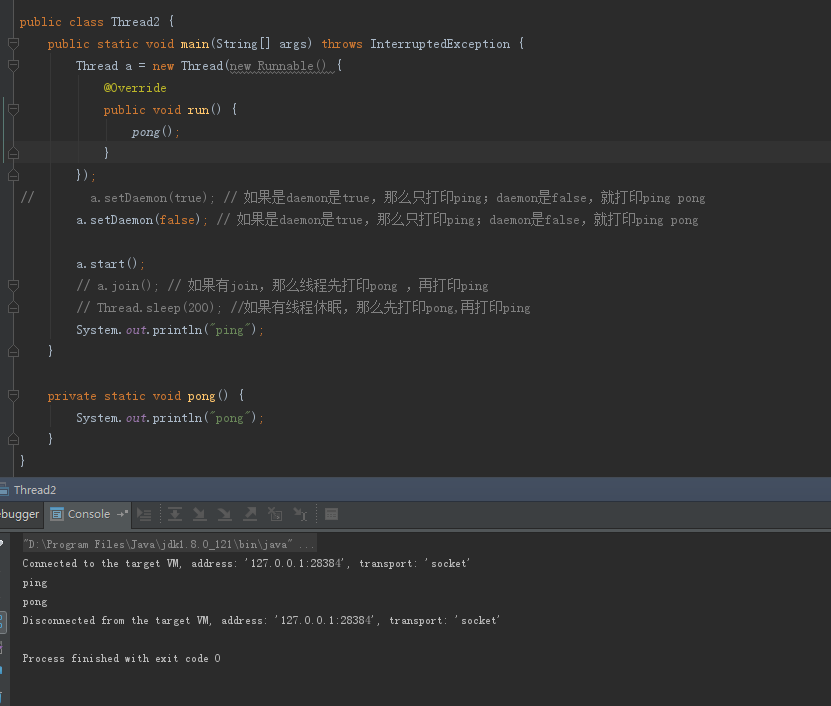 public class Thread2 {
public static void main(String[] args) throws InterruptedException {
Thread a = new Thread(new Runnable() {
@Override
public void run() {
pong();
}
});
// a.setDaemon(true); // 如果是daemon是true，那么只打印ping；daemon是false，就打印ping pong
a.setDaemon(false); // 如果是daemon是true，那么只打印ping；daemon是false，就打印ping pong
a.start();
// a.join(); // 如果有join，那么线程先打印pong ，再打印ping
// Thread.sleep(200); //如果有线程休眠，那么先打印pong,再打印ping
System.out.println("ping");
}
private static void pong() {
System.out.println("pong");
}
}
Thread2
ebugger Console
"D:\Program Files\Java\jdk1.8.0_121\bin\java" ...
Connected to the target VM, address: '127.0.0.1:28384', transport: 'socket'
ping
pong
Disconnected from the target VM, address: '127.0.0.1:28384', transport: 'socket'
Process finished with exit code 0